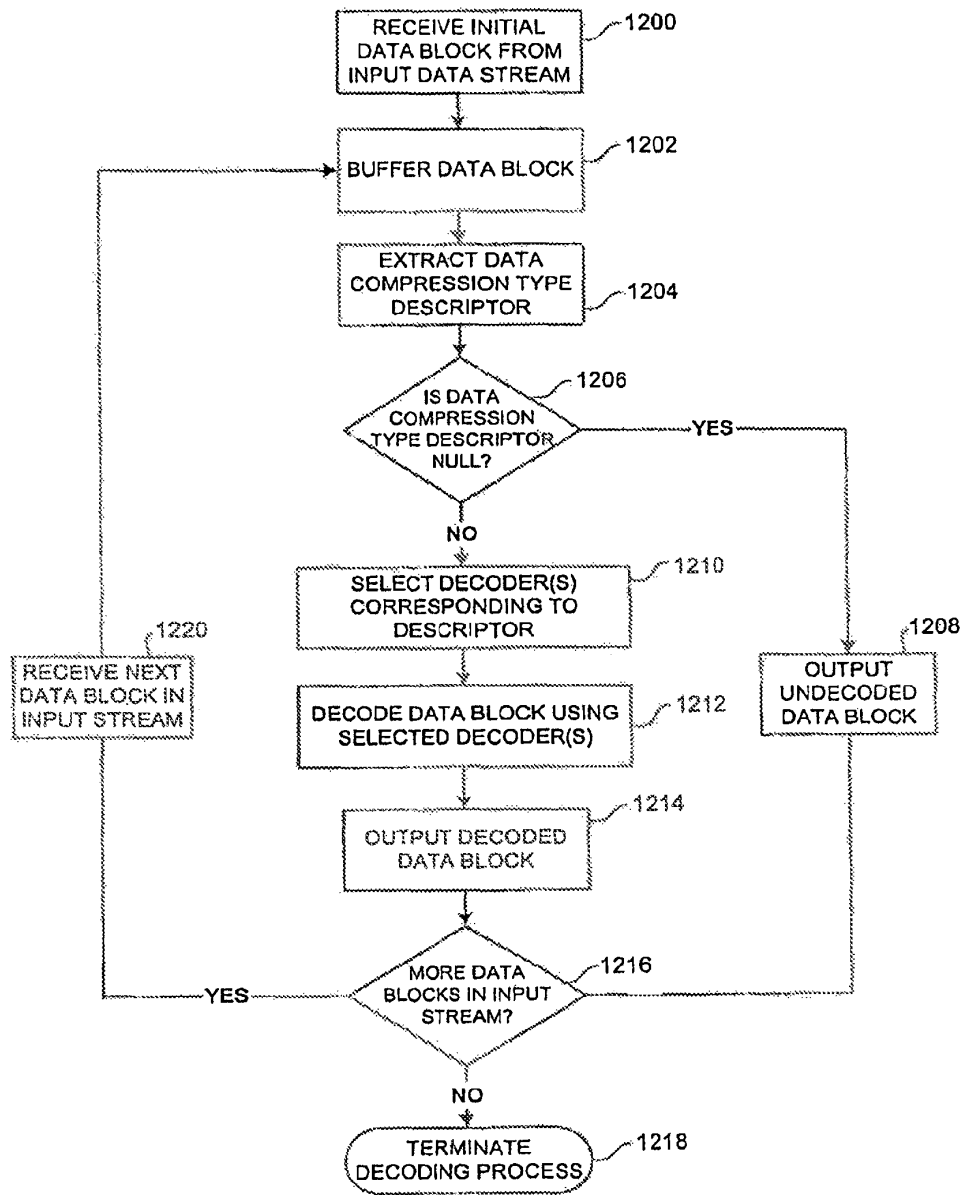 RECEIVE INITIAL
DATA BLOCK FROM
INPUT DATA STREAM
1200
BUFFER DATA BLOCK
1202
EXTRACT DATA
COMPRESSION TYPE
DESCRIPTOR
1204
IS DATA
COMPRESSION
TYPE DESCRIPTOR
NULL?
1206
YES
NO
SELECT DECODER(S)
CORRESPONDING TO
DESCRIPTOR
1210
1220
RECEIVE NEXT
DATA BLOCK IN
INPUT STREAM
1208
OUTPUT
UNDECODED
DATA BLOCK
DECODE DATA BLOCK USING
SELECTED DECODER(S)
1212
OUTPUT DECODED
DATA BLOCK
1214
MORE DATA
BLOCKS IN INPUT
STREAM?
1216
YES
NO
TERMINATE
DECODING PROCESS
1218